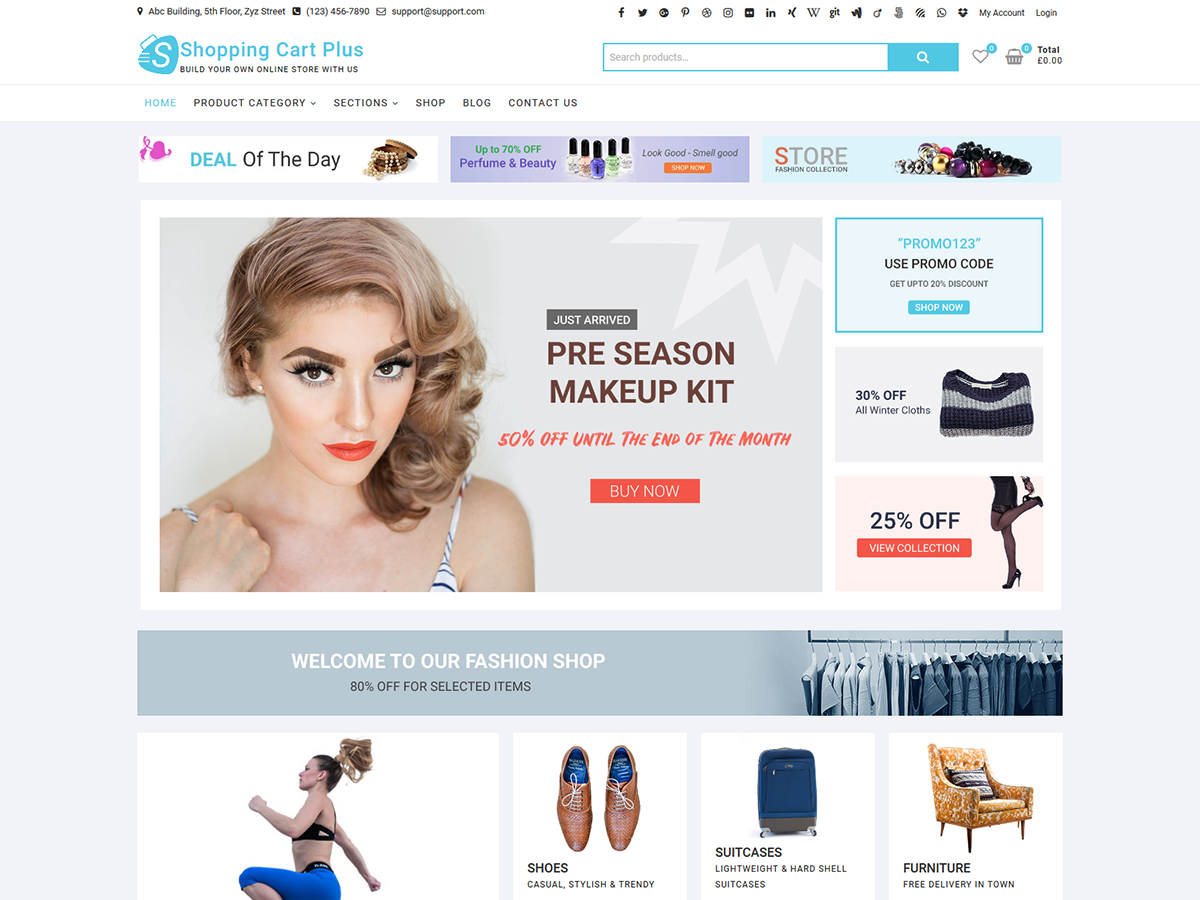 Abc Building, 5th Floor, Zyz Street (123) 456-7890 support@support.com
git My Account Login
Shopping Cart Plus
BUILD YOUR OWN ONLINE STORE WITH US
Search products...
0
0
Total
£0.00
HOME PRODUCT CATEGORY SECTIONS SHOP BLOG CONTACT US
DEAL Of The Day
Up to 70% OFF
Perfume & Beauty
Look Good - Smell good
SHOP NOW
STORE
FASHION COLLECTION
JUST ARRIVED
PRE SEASON
MAKEUP KIT
50% OFF UNTIL THE END OF THE MONTH
BUY NOW
"PROMO123"
USE PROMO CODE
GET UPTO 20% DISCOUNT
SHOP NOW
30% OFF
All Winter Cloths
25% OFF
VIEW COLLECTION
WELCOME TO OUR FASHION SHOP
80% OFF FOR SELECTED ITEMS
SHOES
CASUAL, STYLISH & TRENDY
SUITCASES
LIGHTWEIGHT & HARD SHELL
SUITCASES
FURNITURE
FREE DELIVERY IN TOWN